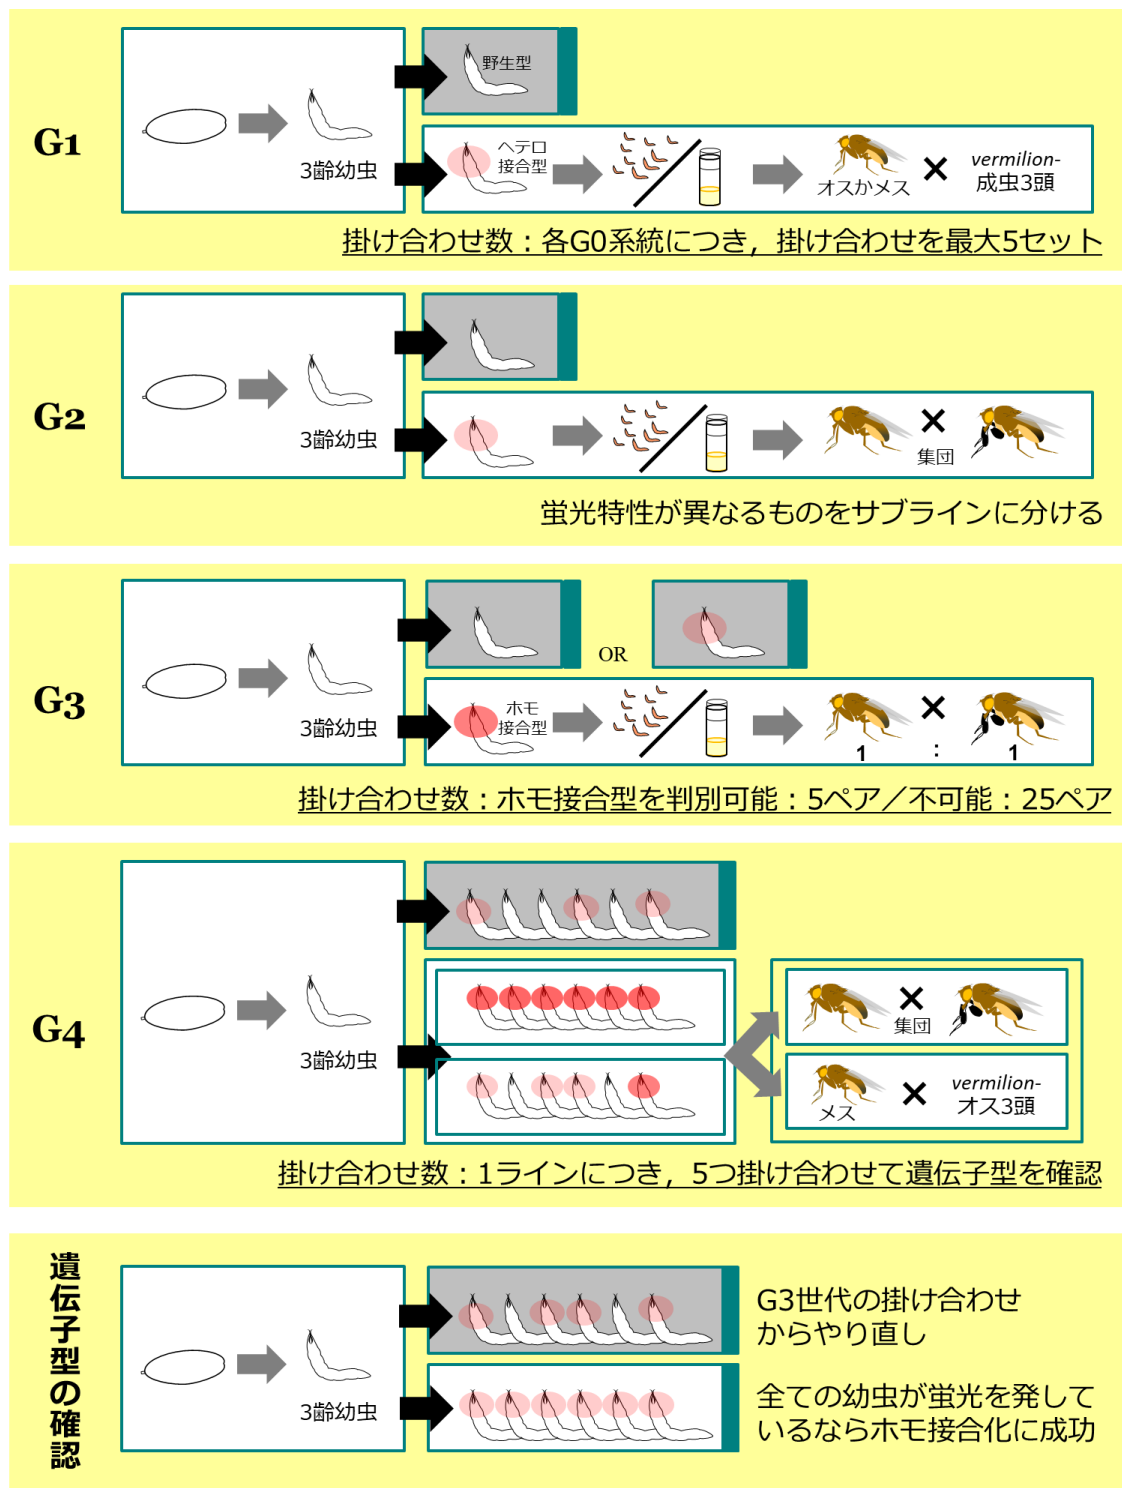 G1
3齢幼虫
野生型
ヘテロ
接合型
オスかメス
×
vermilion-
成虫3頭
掛け合わせ数：各G0系統につき，掛け合わせを最大5セット
G2
3齢幼虫
×
集団
蛍光特性が異なるものをサブラインに分ける
G3
3齢幼虫
OR
ホモ
接合型
×
1 : 1
掛け合わせ数：ホモ接合型を判別可能：5ペア／不可能：25ペア
G4
3齢幼虫
×
集団
メス
×
vermilion-
オス3頭
掛け合わせ数：1ラインにつき，5つ掛け合わせて遺伝子型を確認
遺伝子型の確認
3齢幼虫
G3世代の掛け合わせ
からやり直し
全ての幼虫が蛍光を発して
いるならホモ接合化に成功